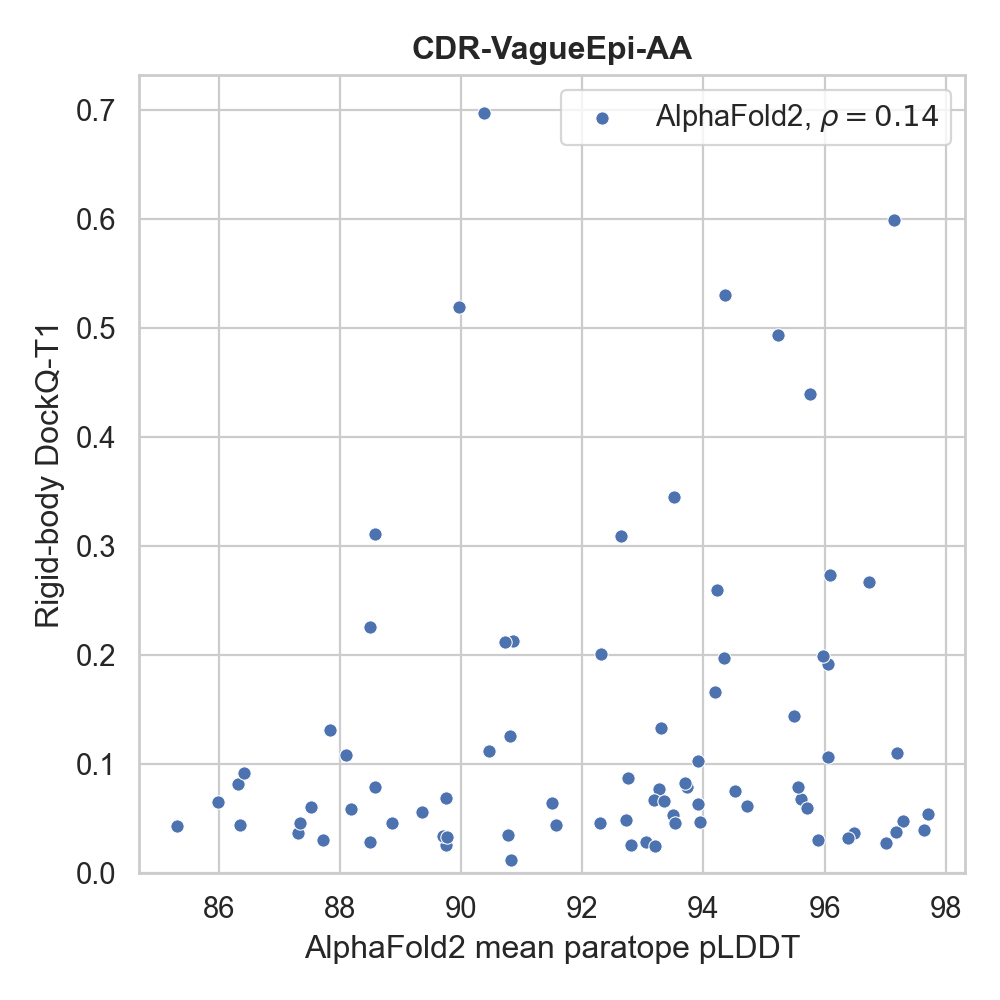 CDR-VagueEpi-AA
AlphaFold2, ρ = 0.14
Rigid-body DockQ-T1
0.7
0.6
0.5
0.4
0.3
0.2
0.1
0.0
86 88 90 92 94 96 98
AlphaFold2 mean paratope pLDDT